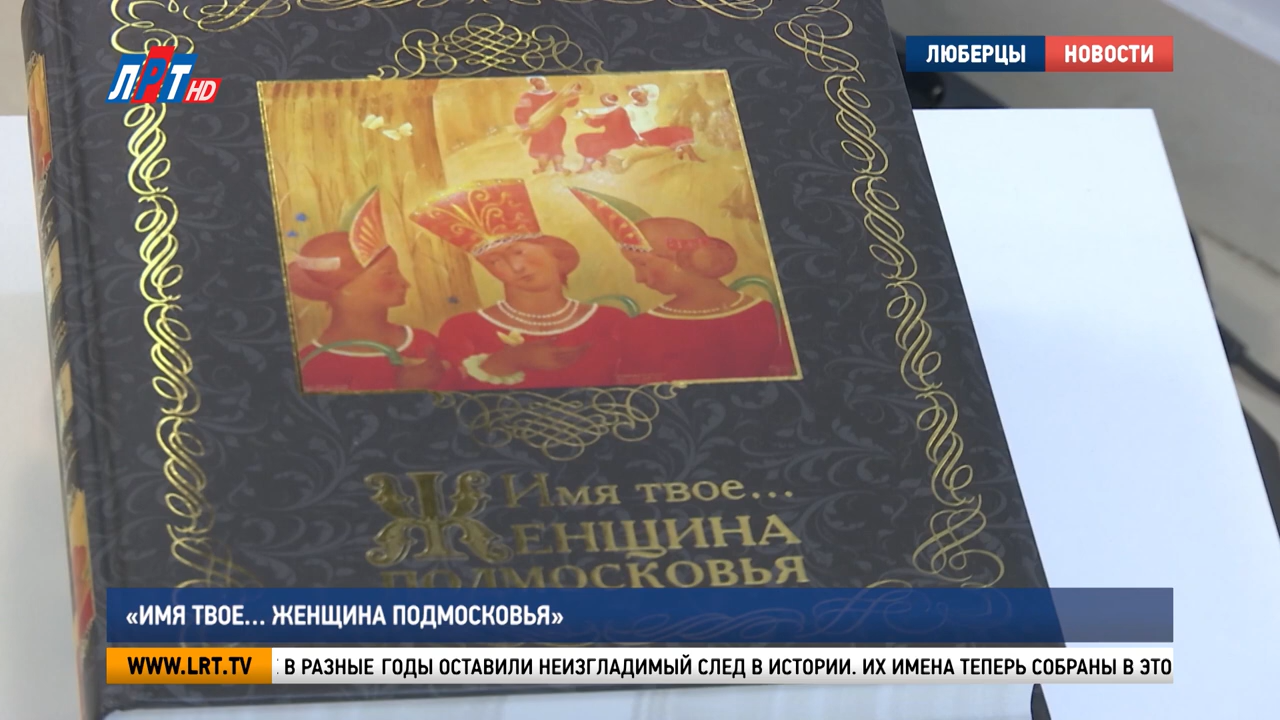 ЛРТ HD
ЛЮБЕРЦЫ НОВОСТИ
Имя твое...
Женщина
Подмосковья
«ИМЯ ТВОЕ... ЖЕНЩИНА ПОДМОСКОВЬЯ»
WWW.LRT.TV В РАЗНЫЕ ГОДЫ ОСТАВИЛИ НЕИЗГЛАДИМЫЙ СЛЕД В ИСТОРИИ. ИХ ИМЕНА ТЕПЕРЬ СОБРАНЫ В ЭТО